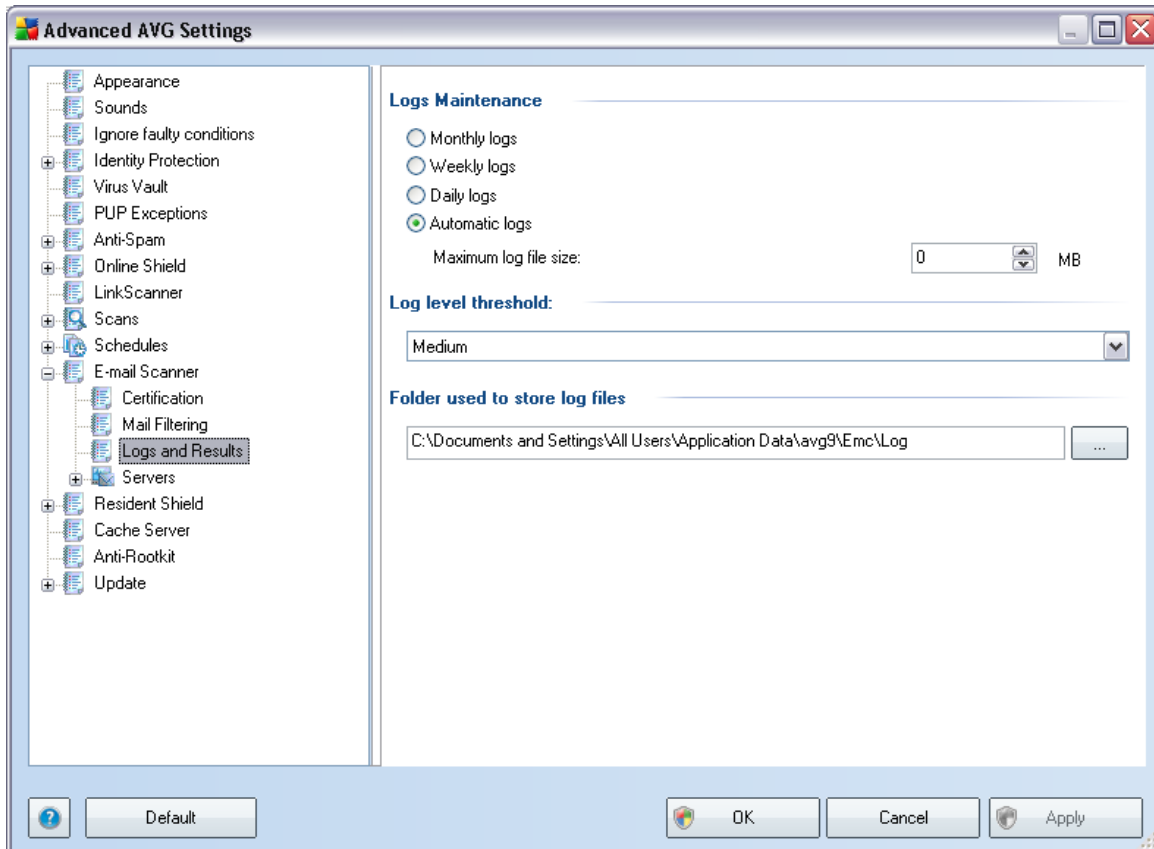 Advanced AVG Settings
Appearance
Sounds
Ignore faulty conditions
Identity Protection
Virus Vault
PUP Exceptions
Anti-Spam
Online Shield
LinkScanner
Scans
Schedules
E-mail Scanner
Certification
Mail Filtering
Logs and Results
Servers
Resident Shield
Cache Server
Anti-Rootkit
Update
Logs Maintenance
Monthly logs
Weekly logs
Daily logs
Automatic logs
Maximum log file size: 0 MB
Log level threshold:
Medium
Folder used to store log files
C:\Documents and Settings\All Users\Application Data\avg9\Emc\Log ...
? Default OK Cancel Apply